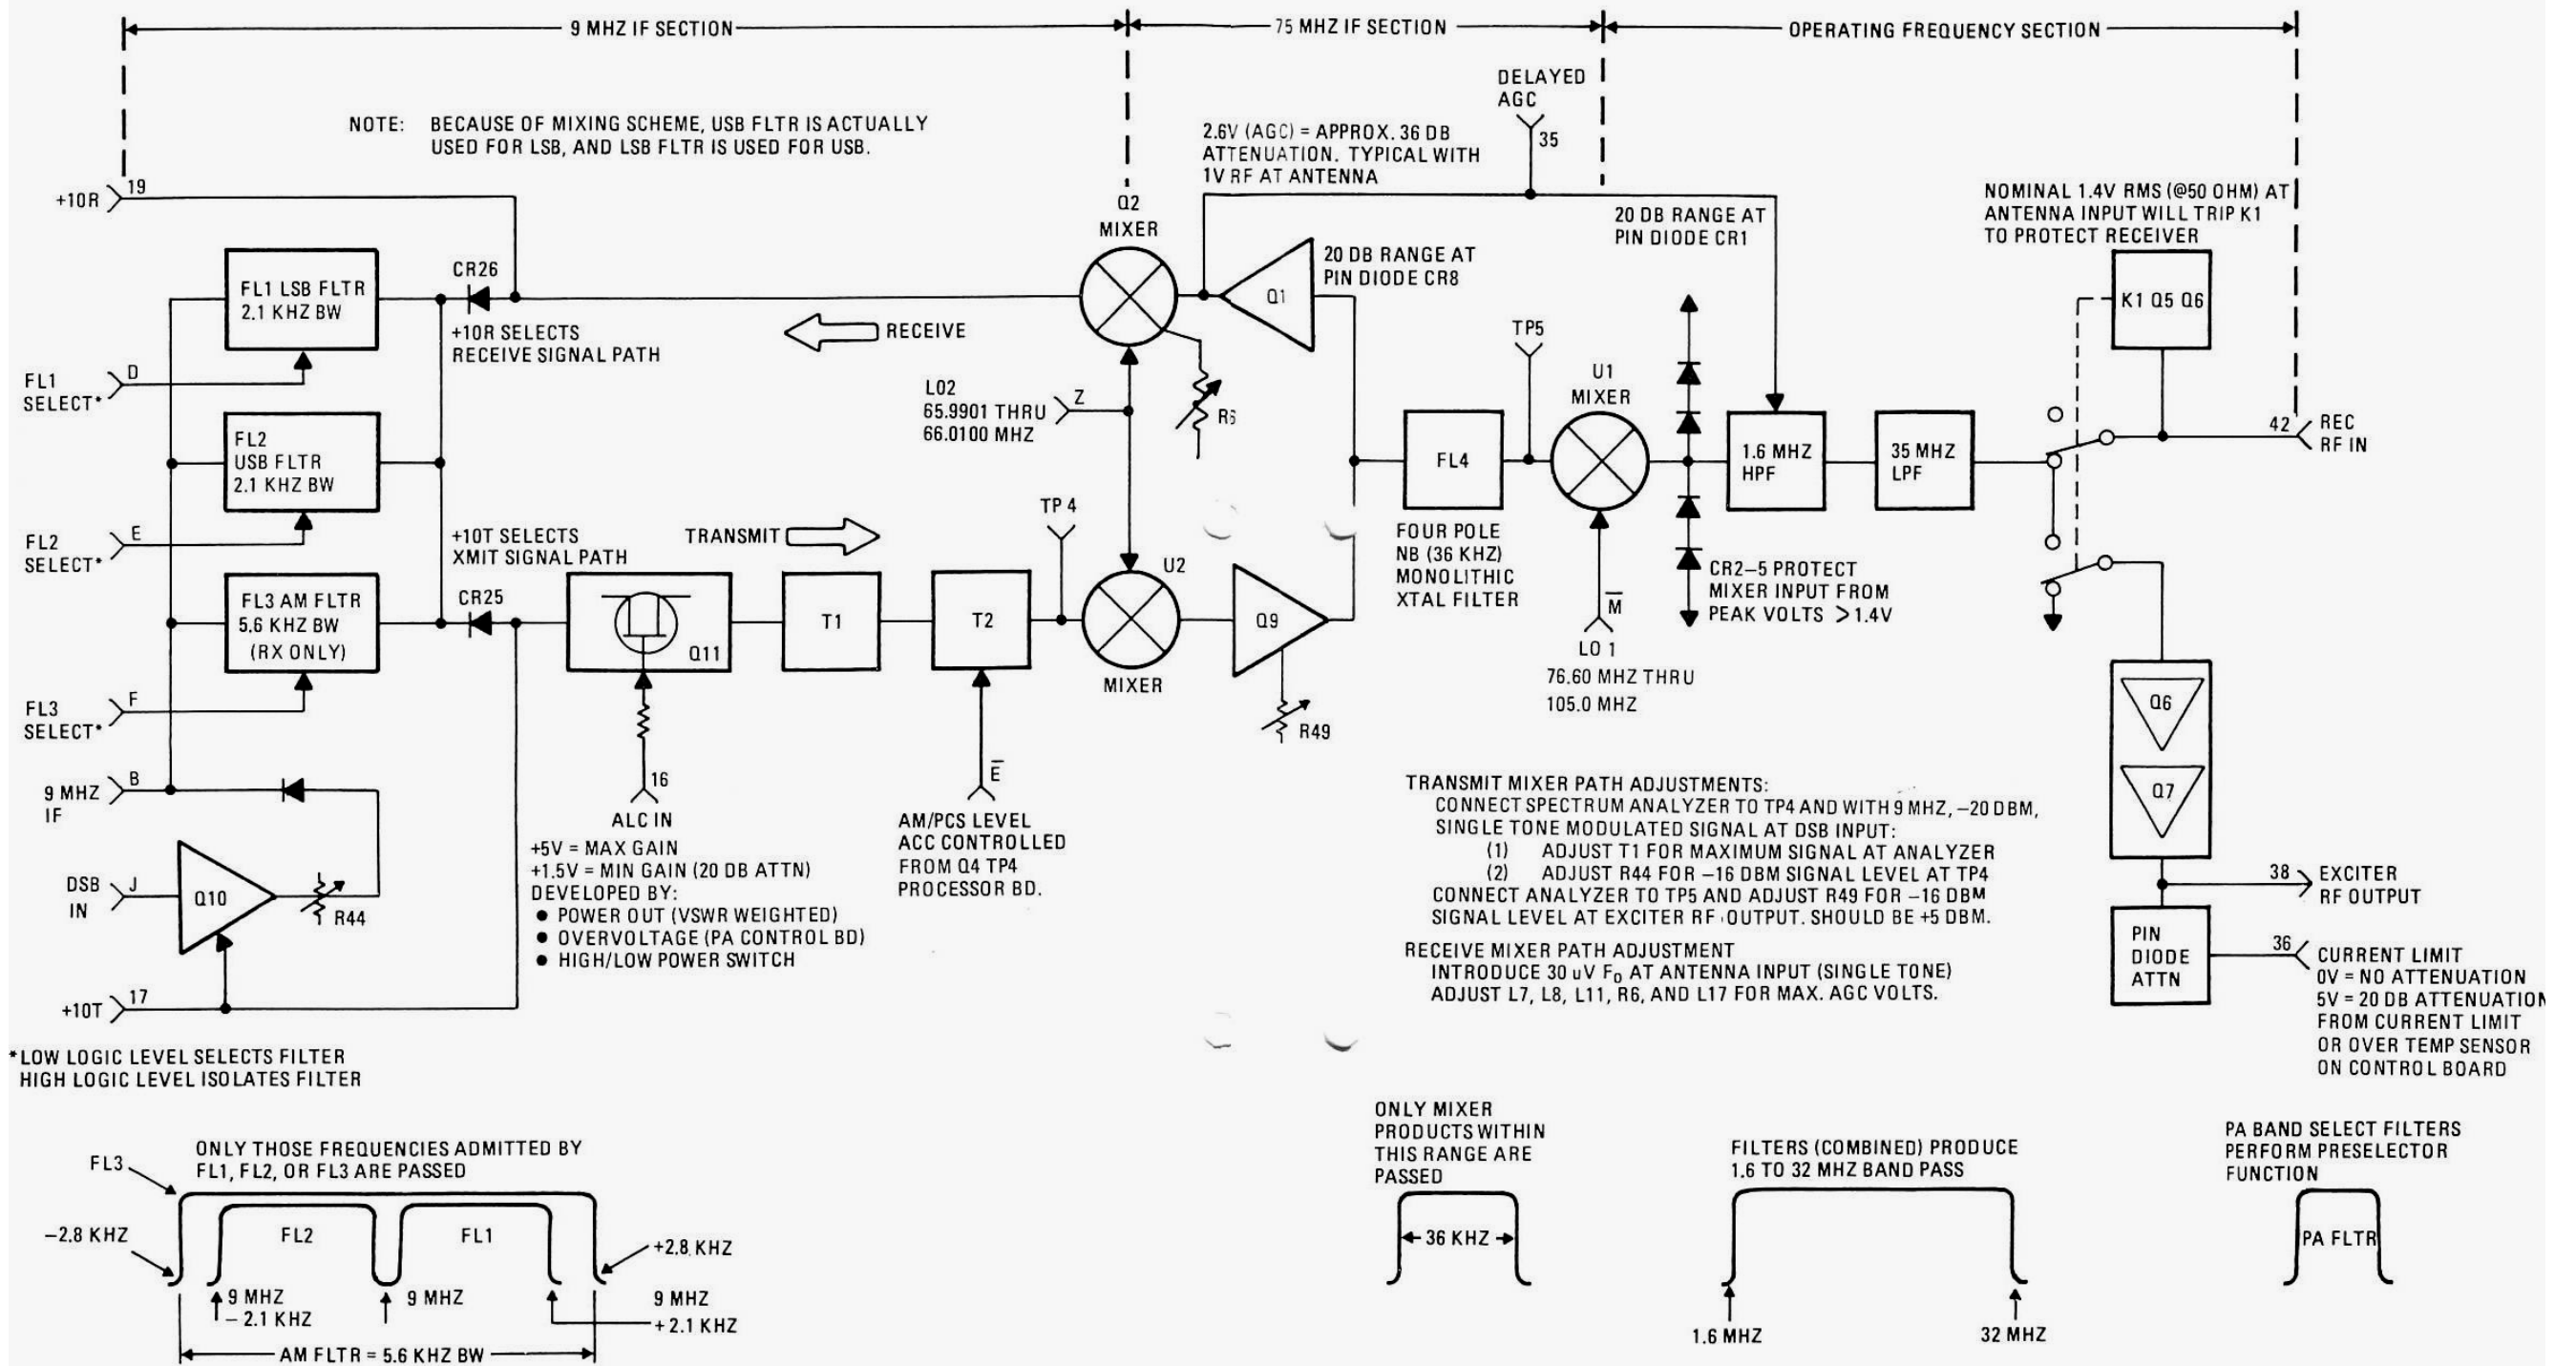 9 MHZ IF SECTION
75 MHZ IF SECTION
OPERATING FREQUENCY SECTION
NOTE: BECAUSE OF MIXING SCHEME, USB FLTR IS ACTUALLY
USED FOR LSB, AND LSB FLTR IS USED FOR USB.
DELAYED
AGC
35
2.6V (AGC) = APPROX. 36 DB
ATTENUATION. TYPICAL WITH
1V RF AT ANTENNA
+10R
19
Q2
MIXER
20 DB RANGE AT
PIN DIODE CR8
Q1
20 DB RANGE AT
PIN DIODE CR1
NOMINAL 1.4V RMS (@50 OHM) AT
ANTENNA INPUT WILL TRIP K1
TO PROTECT RECEIVER
K1 Q5 Q6
FL1 LSB FLTR
2.1 KHZ BW
CR26
+10R SELECTS
RECEIVE SIGNAL PATH
RECEIVE
FL1
SELECT*
D
LO2
65.9901 THRU
66.0100 MHZ
Z
R6
TP5
U1
MIXER
FL2
USB FLTR
2.1 KHZ BW
FL4
1.6 MHZ
HPF
35 MHZ
LPF
42
REC
RF IN
FL2
SELECT*
E
+10T SELECTS
XMIT SIGNAL PATH
TRANSMIT
TP 4
FOUR POLE
NB (36 KHZ)
MONOLITHIC
XTAL FILTER
CR2-5 PROTECT
MIXER INPUT FROM
PEAK VOLTS >1.4V
FL3 AM FLTR
5.6 KHZ BW
(RX ONLY)
CR25
Q11
T1
T2
U2
MIXER
Q9
R49
M
LO 1
76.60 MHZ THRU
105.0 MHZ
FL3
SELECT*
F
Q6
Q7
9 MHZ
IF
B
16
ALC IN
+5V = MAX GAIN
+1.5V = MIN GAIN (20 DB ATTN)
DEVELOPED BY:
● POWER OUT (VSWR WEIGHTED)
● OVERVOLTAGE (PA CONTROL BD)
● HIGH/LOW POWER SWITCH
E
AM/PCS LEVEL
ACC CONTROLLED
FROM Q4 TP4
PROCESSOR BD.
DSB
IN
J
Q10
R44
+10T
17
TRANSMIT MIXER PATH ADJUSTMENTS:
CONNECT SPECTRUM ANALYZER TO TP4 AND WITH 9 MHZ, -20 DBM,
SINGLE TONE MODULATED SIGNAL AT DSB INPUT:
(1) ADJUST T1 FOR MAXIMUM SIGNAL AT ANALYZER
(2) ADJUST R44 FOR -16 DBM SIGNAL LEVEL AT TP4
CONNECT ANALYZER TO TP5 AND ADJUST R49 FOR -16 DBM
SIGNAL LEVEL AT EXCITER RF OUTPUT. SHOULD BE +5 DBM.
RECEIVE MIXER PATH ADJUSTMENT
INTRODUCE 30 uV Fo AT ANTENNA INPUT (SINGLE TONE)
ADJUST L7, L8, L11, R6, AND L17 FOR MAX. AGC VOLTS.
38
EXCITER
RF OUTPUT
PIN
DIODE
ATTN
36
CURRENT LIMIT
0V = NO ATTENUATION
5V = 20 DB ATTENUATION
FROM CURRENT LIMIT
OR OVER TEMP SENSOR
ON CONTROL BOARD
*LOW LOGIC LEVEL SELECTS FILTER
HIGH LOGIC LEVEL ISOLATES FILTER
FL3
ONLY THOSE FREQUENCIES ADMITTED BY
FL1, FL2, OR FL3 ARE PASSED
-2.8 KHZ
FL2
FL1
+2.8 KHZ
9 MHZ
- 2.1 KHZ
9 MHZ
9 MHZ
+ 2.1 KHZ
AM FLTR = 5.6 KHZ BW
ONLY MIXER
PRODUCTS WITHIN
THIS RANGE ARE
PASSED
36 KHZ
FILTERS (COMBINED) PRODUCE
1.6 TO 32 MHZ BAND PASS
1.6 MHZ
32 MHZ
PA BAND SELECT FILTERS
PERFORM PRESELECTOR
FUNCTION
PA FLTR